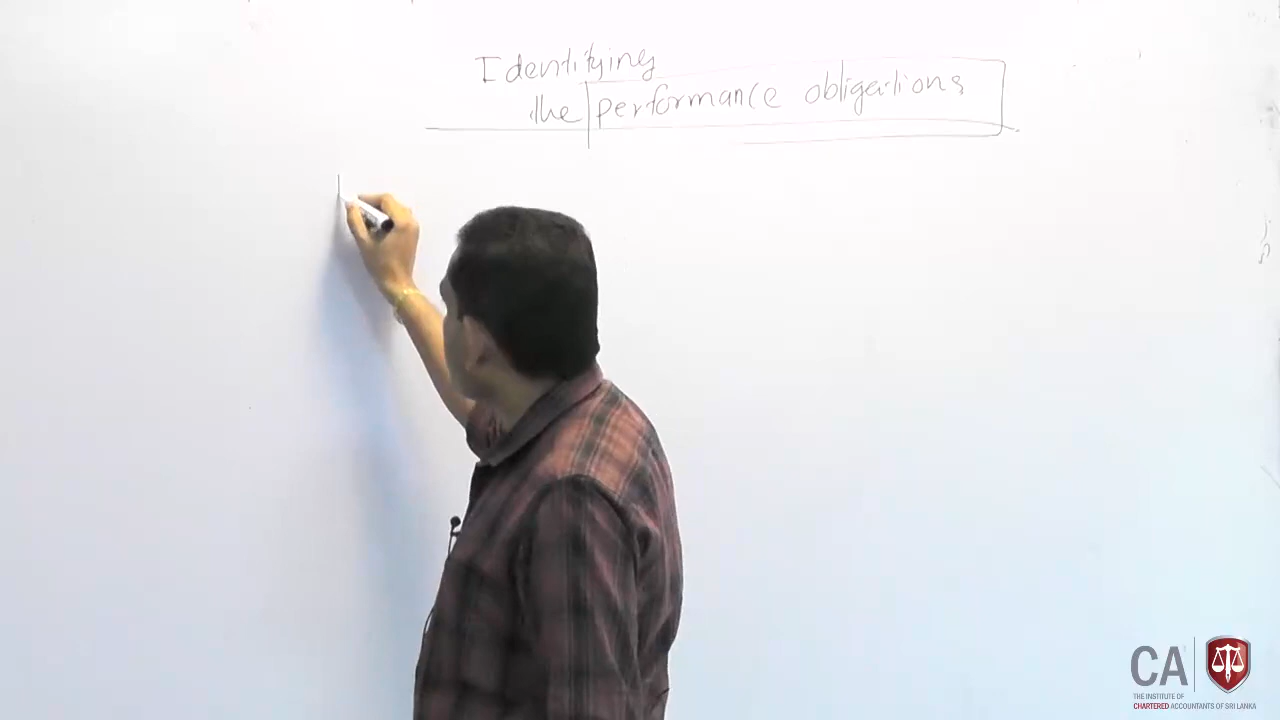 Identifying
the performance obligations
CA
THE INSTITUTE OF
CHARTERED ACCOUNTANTS OF SRI LANKA